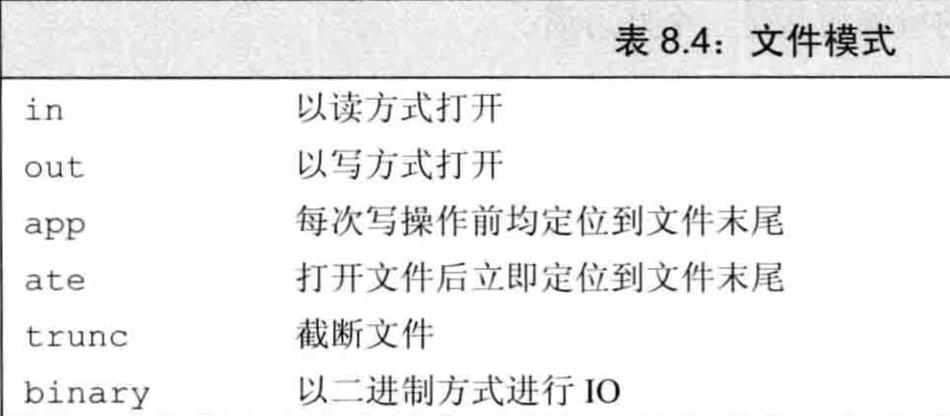 表 8.4：文件模式
in 以读方式打开
out 以写方式打开
app 每次写操作前均定位到文件末尾
ate 打开文件后立即定位到文件末尾
trunc 截断文件
binary 以二进制方式进行 IO